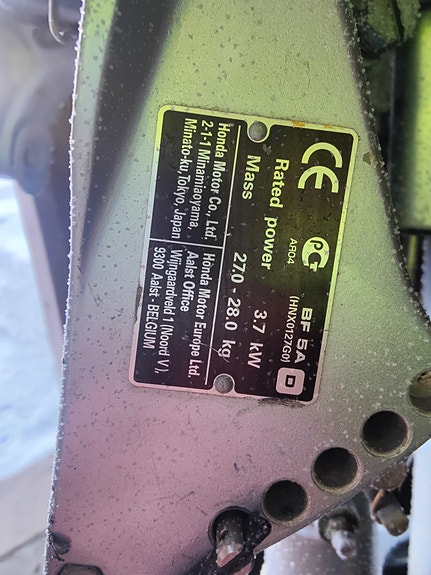 CE
PG
AR04
BF 5A
(HNX0127G0)
D
Rated power 3.7 kW
Mass 27.0 - 28.0 kg
Honda Motor Co., Ltd.
2-1-1 Minamiaoyama,
Minato-ku, Tokyo, Japan
Honda Motor Europe Ltd.
Aalst Office
Wijngaardveld 1 (Noord V),
9300 Aalst - BELGIUM